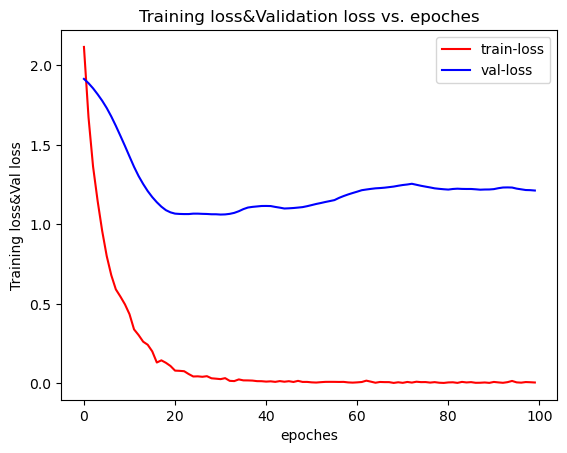 Training loss&Validation loss vs. epoches
train-loss
val-loss
Training loss&Val loss
2.0
1.5
1.0
0.5
0.0
0 20 40 60 80 100
epoches